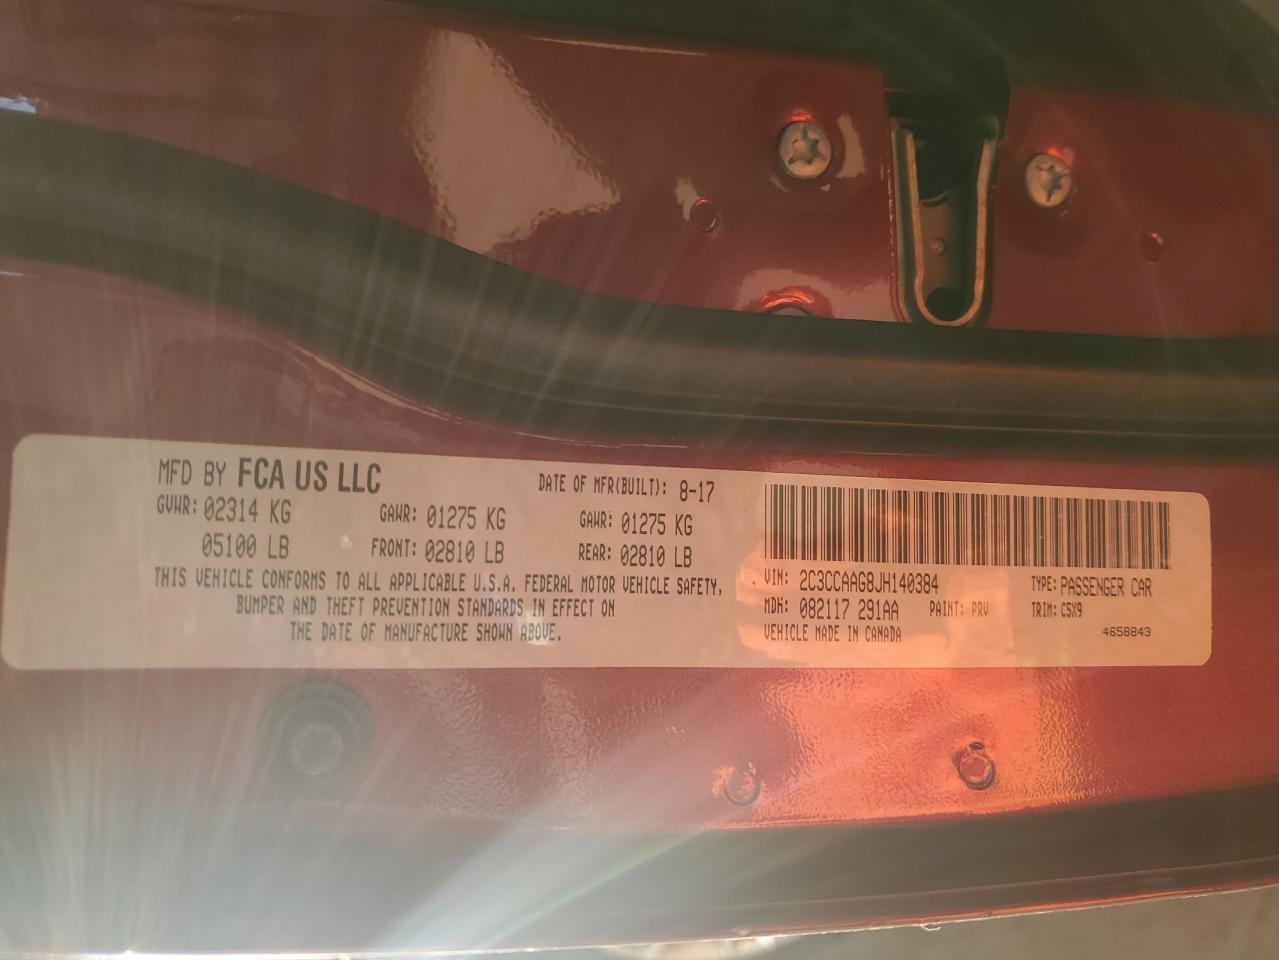 MFD BY FCA US LLC DATE OF MFR(BUILT): 8-17
GVWR: 02314 KG GAWR: 01275 KG GAWR: 01275 KG
05100 LB FRONT: 02810 LB REAR: 02810 LB
THIS VEHICLE CONFORMS TO ALL APPLICABLE U.S.A. FEDERAL MOTOR VEHICLE SAFETY,
BUMPER AND THEFT PREVENTION STANDARDS IN EFFECT ON
THE DATE OF MANUFACTURE SHOWN ABOVE.
VIN: 2C3CCAAG8JH140384 TYPE: PASSENGER CAR
MDH: 082117 291AA PAINT: PRV TRIM: C5X9
VEHICLE MADE IN CANADA 4658843